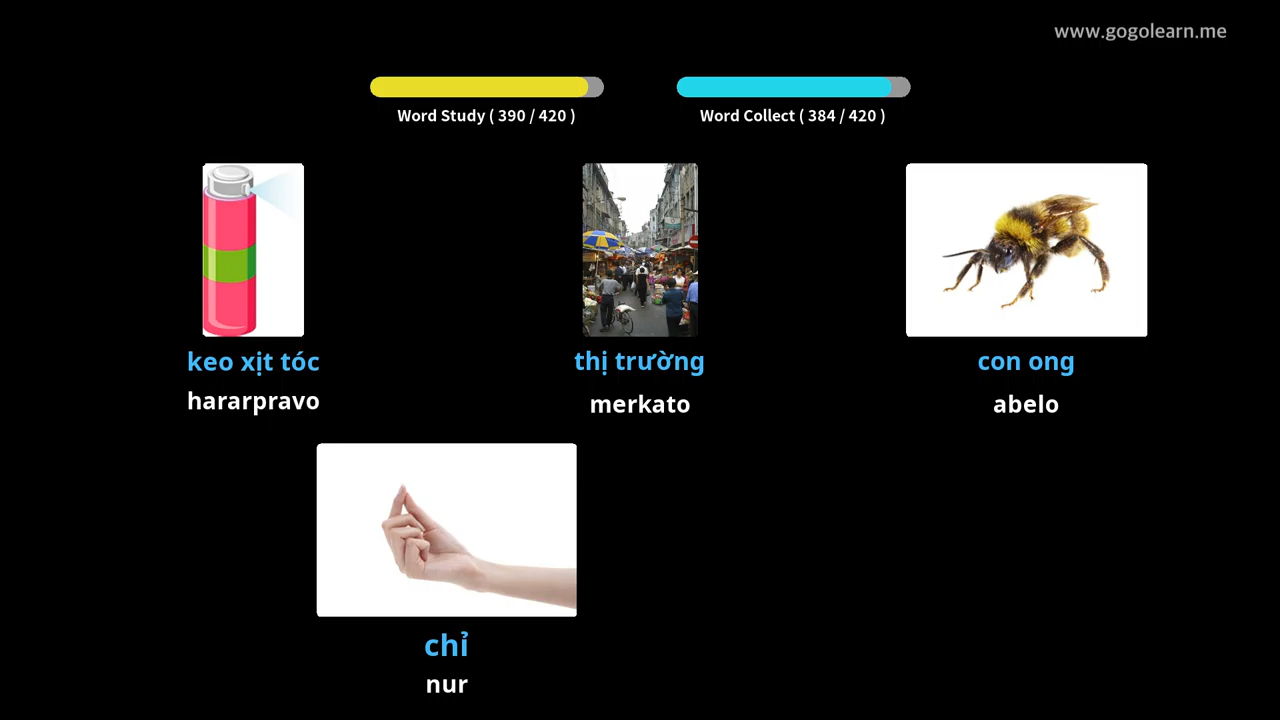 www.gogolearn.me
Word Study ( 390 / 420 )
Word Collect ( 384 / 420 )
keo xịt tóc
hararpravo
thị trường
merkato
con ong
abelo
chỉ
nur